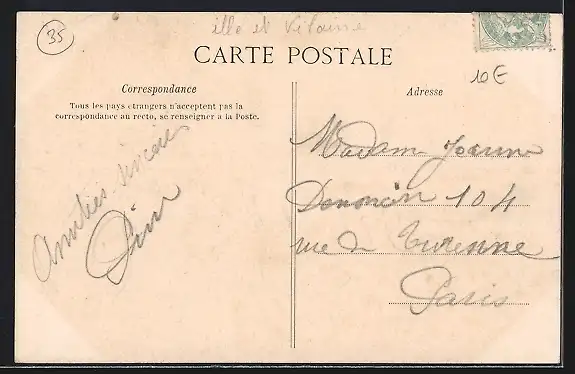 35
ille et Vilaine
CARTE POSTALE
10 E
Correspondance
Tous les pays étrangers n'acceptent pas la
correspondance au recto, se renseigner à la Poste.
Amitiés sincères
Adresse
Madame Jeanne
104
rue de Turenne
Paris